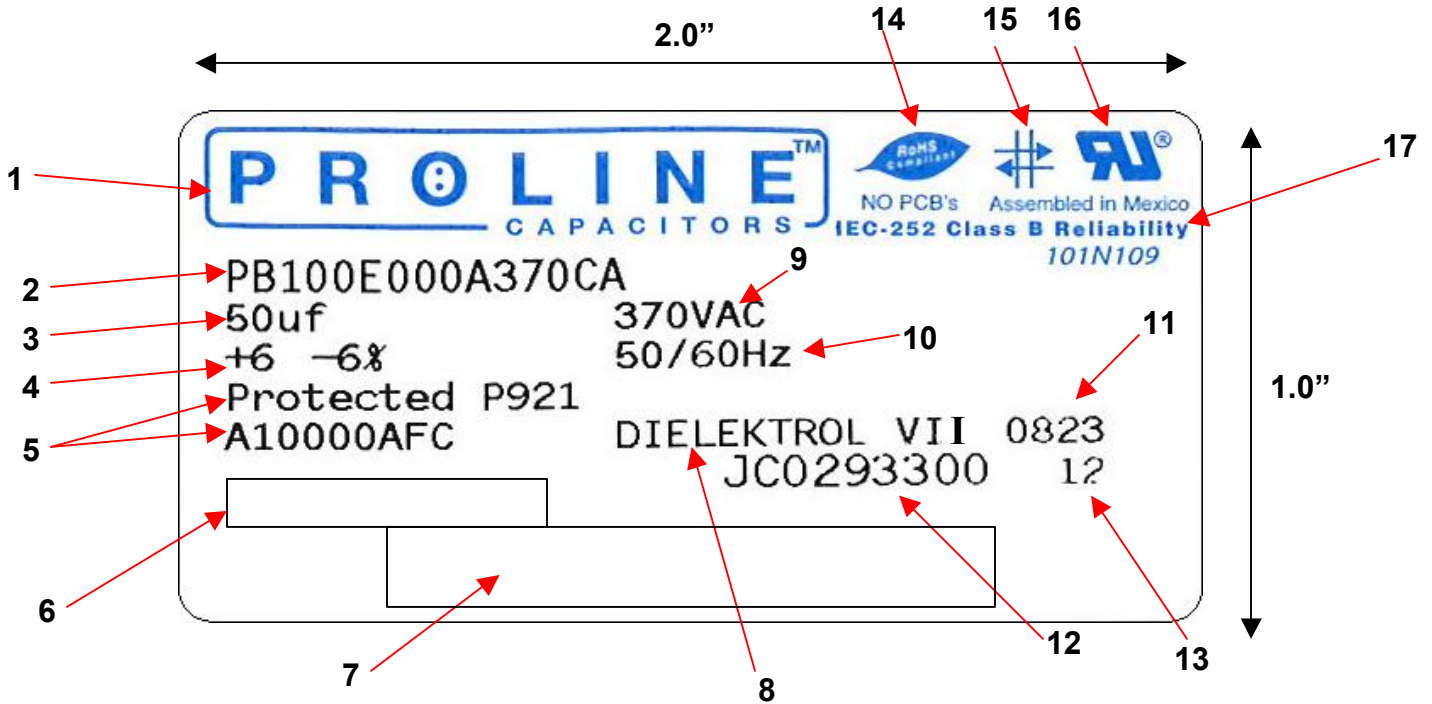 14 15 16
2.0”
17
1
PROLINE™
CAPACITORS
RoHS
Compliant
®
NO PCB's Assembled in Mexico
IEC-252 Class B Reliability
101N109
2
PB100E000A370CA
9
3
50uf 370VAC
10
11
4
+6 -6% 50/60Hz
1.0”
5
Protected P921
A10000AFC DIELEKTROL VII 0823
JC0293300 12
6
7
8
12
13